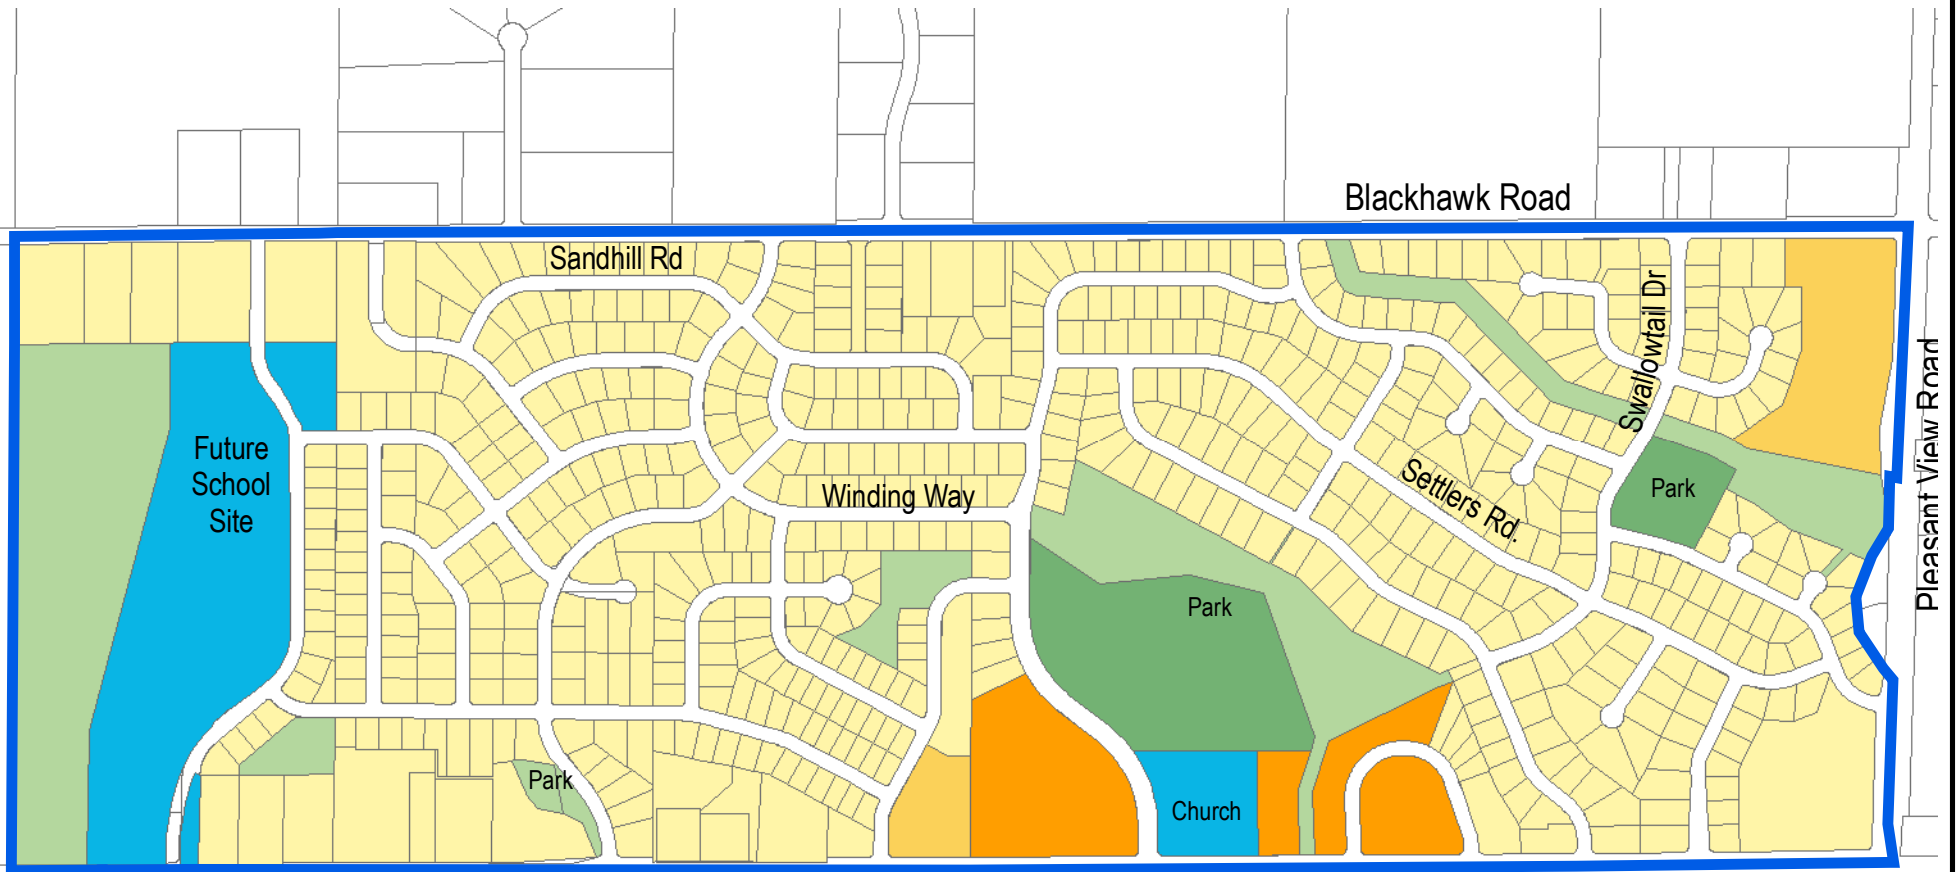 Blackhawk Road
Sandhill Rd
Swallowtail Dr
Pleasant View Road
Future
School
Site
Settlers Rd.
Winding Way
Park
Park
Park
Church